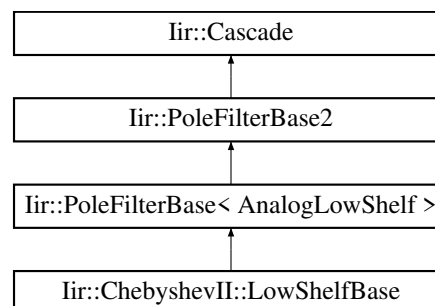 Iir::Cascade
Iir::PoleFilterBase2
Iir::PoleFilterBase< AnalogLowShelf >
Iir::ChebyshevII::LowShelfBase